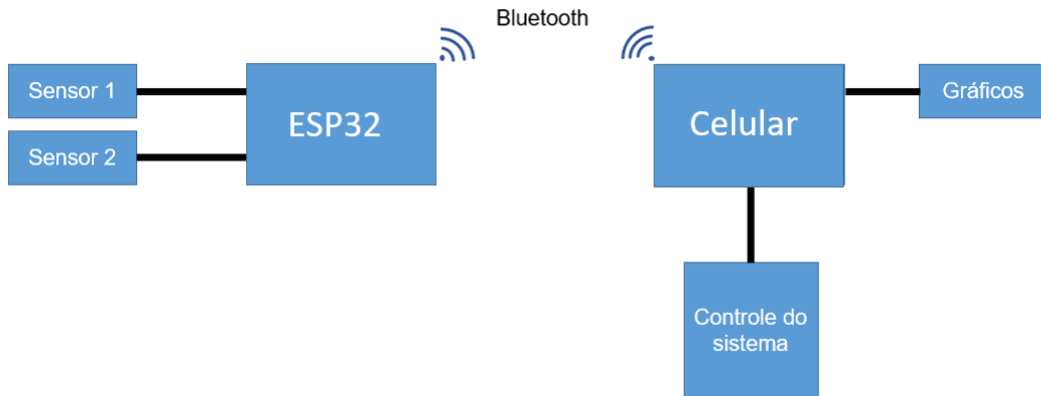 Bluetooth
Sensor 1
ESP32
Celular
Gráficos
Sensor 2
Controle do
sistema